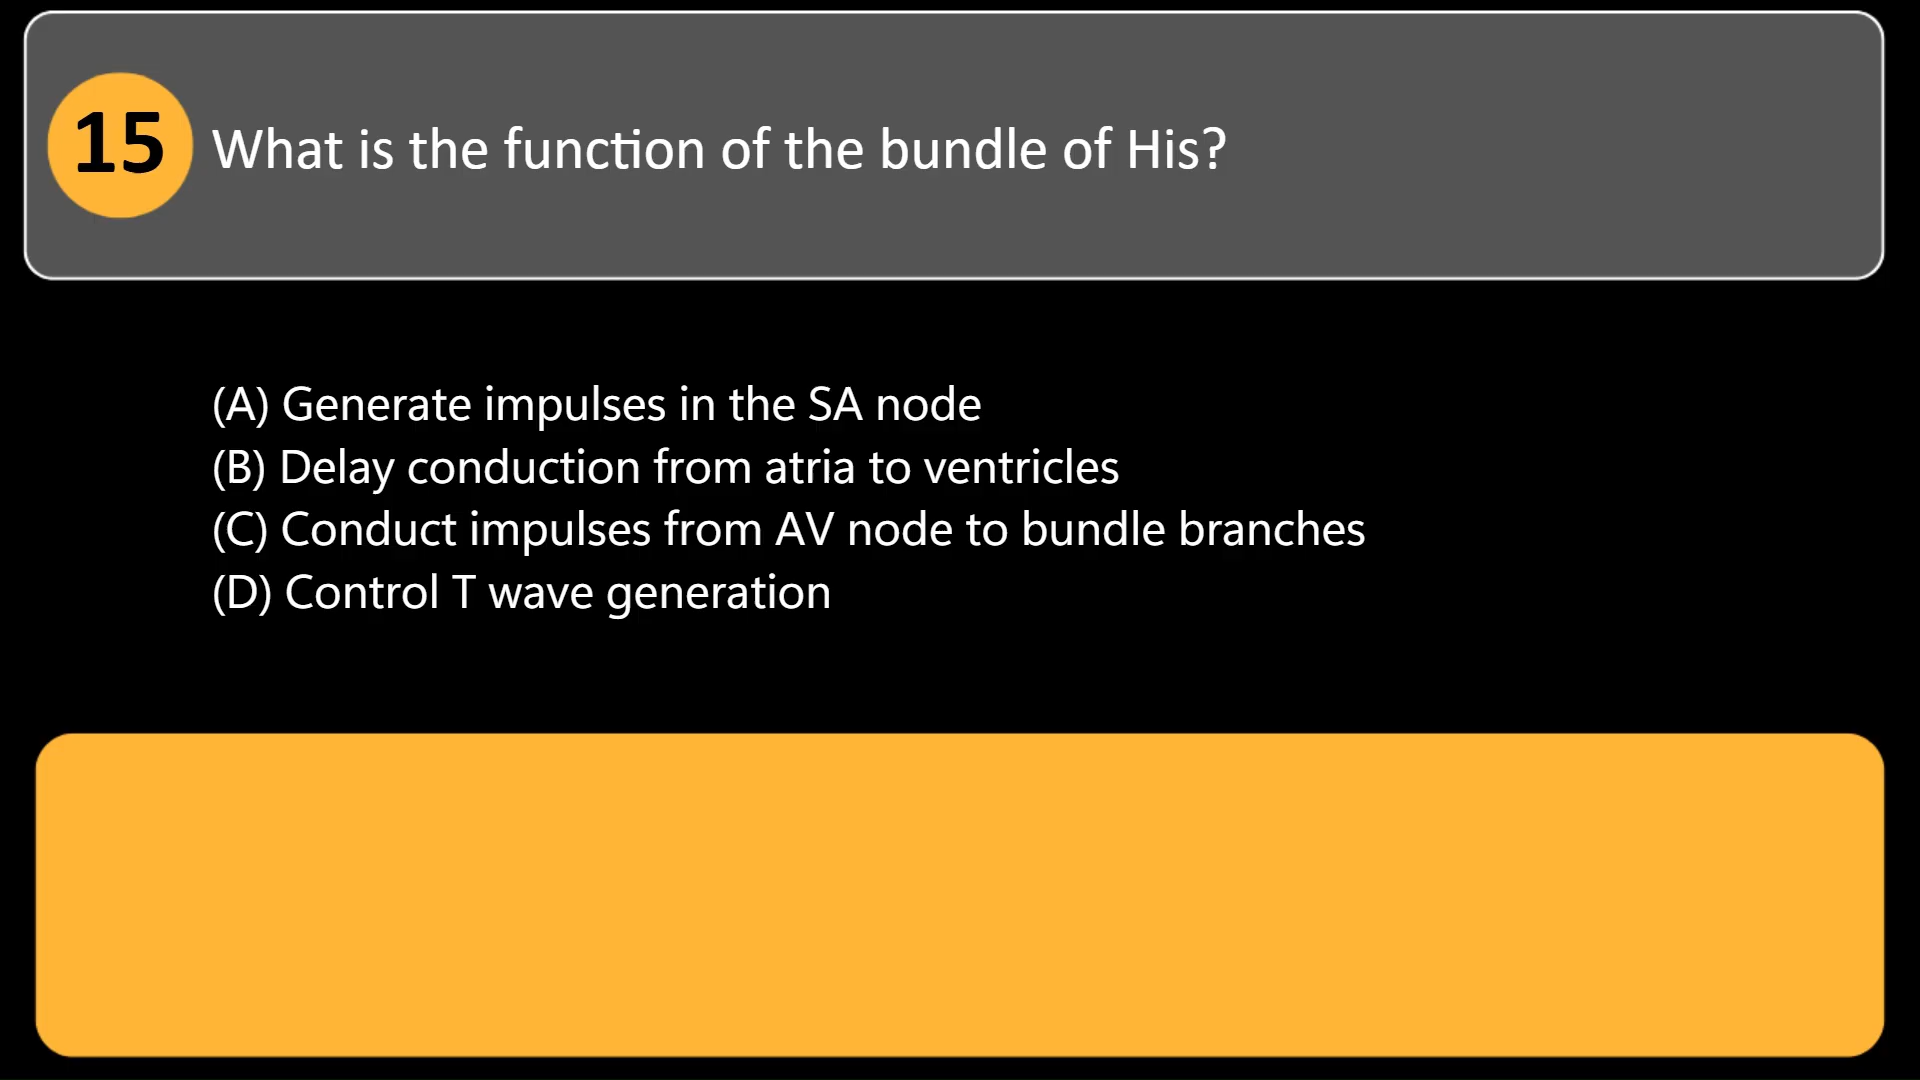 15 What is the function of the bundle of His?
(A) Generate impulses in the SA node
(B) Delay conduction from atria to ventricles
(C) Conduct impulses from AV node to bundle branches
(D) Control T wave generation